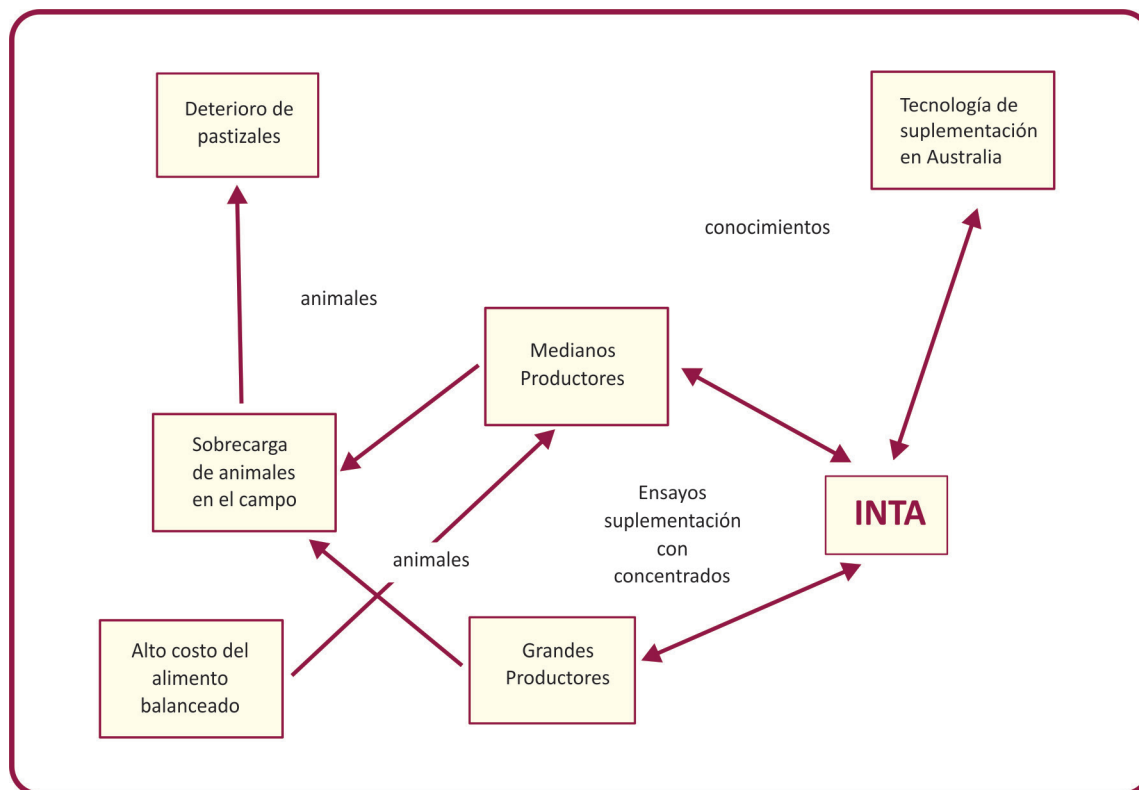 Deterioro de
pastizales
Tecnología de
suplementación
en Australia
conocimientos
animales
Medianos
Productores
Sobrecarga
de animales
en el campo
Ensayos
suplementación
con
concentrados
INTA
animales
Alto costo del
alimento
balanceado
Grandes
Productores